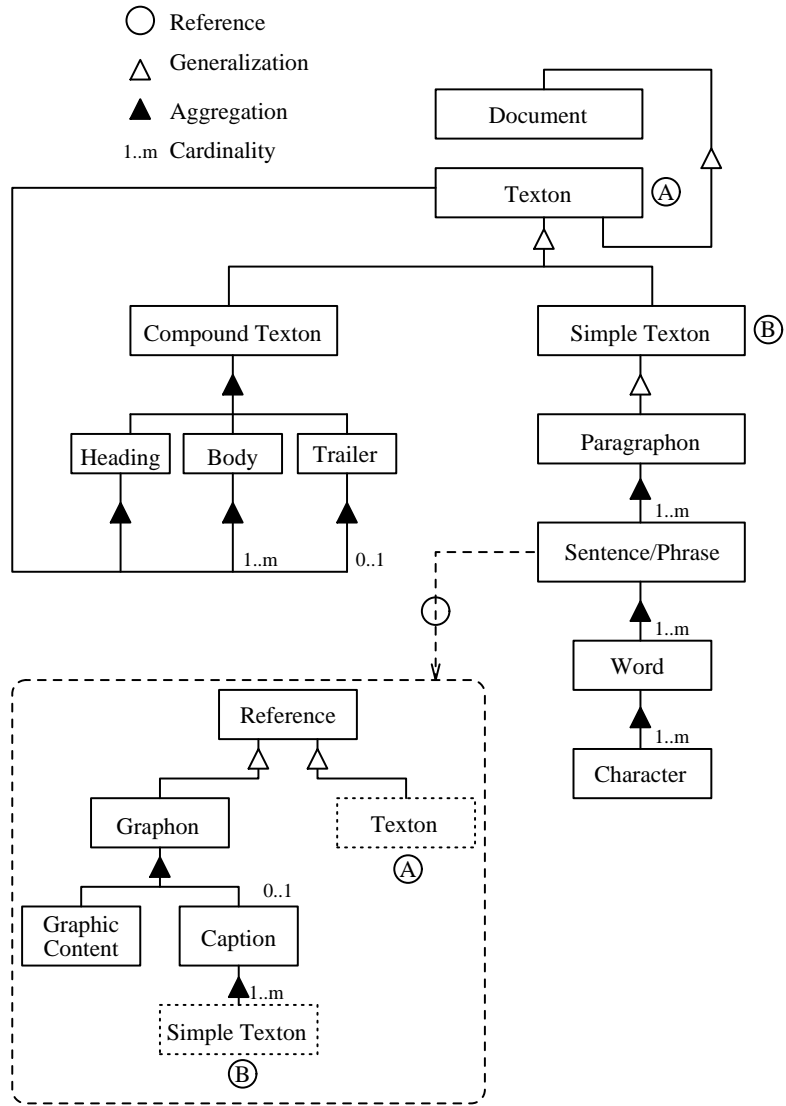 Reference
Generalization
Aggregation
1..m Cardinality
Document
Texton
A
Compound Texton
Simple Texton
B
Heading
Body
Trailer
Paragraphon
1..m
Sentence/Phrase
1..m
0..1
1..m
Word
Reference
1..m
Character
Graphon
Texton
A
0..1
Graphic
Content
Caption
1..m
Simple Texton
B